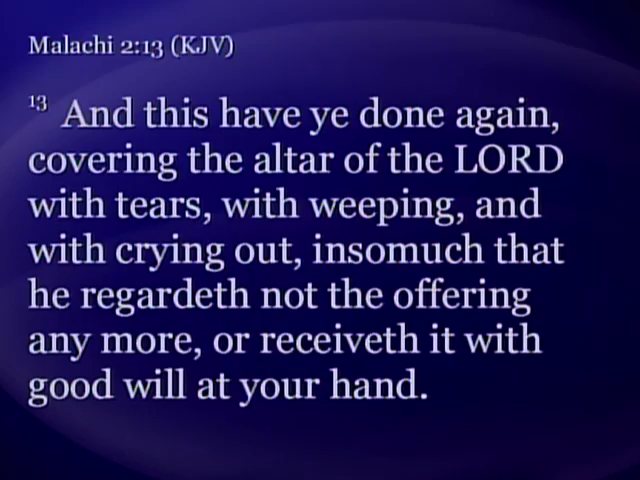 Malachi 2:13 (KJV)
13 And this have ye done again,
covering the altar of the LORD
with tears, with weeping, and
with crying out, insomuch that
he regardeth not the offering
any more, or receiveth it with
good will at your hand.